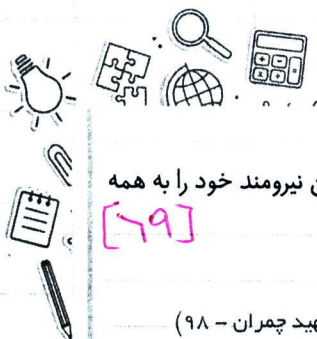 ن نیرومند خود را به همه
[۶۹]
هید چمران – ۹۸)